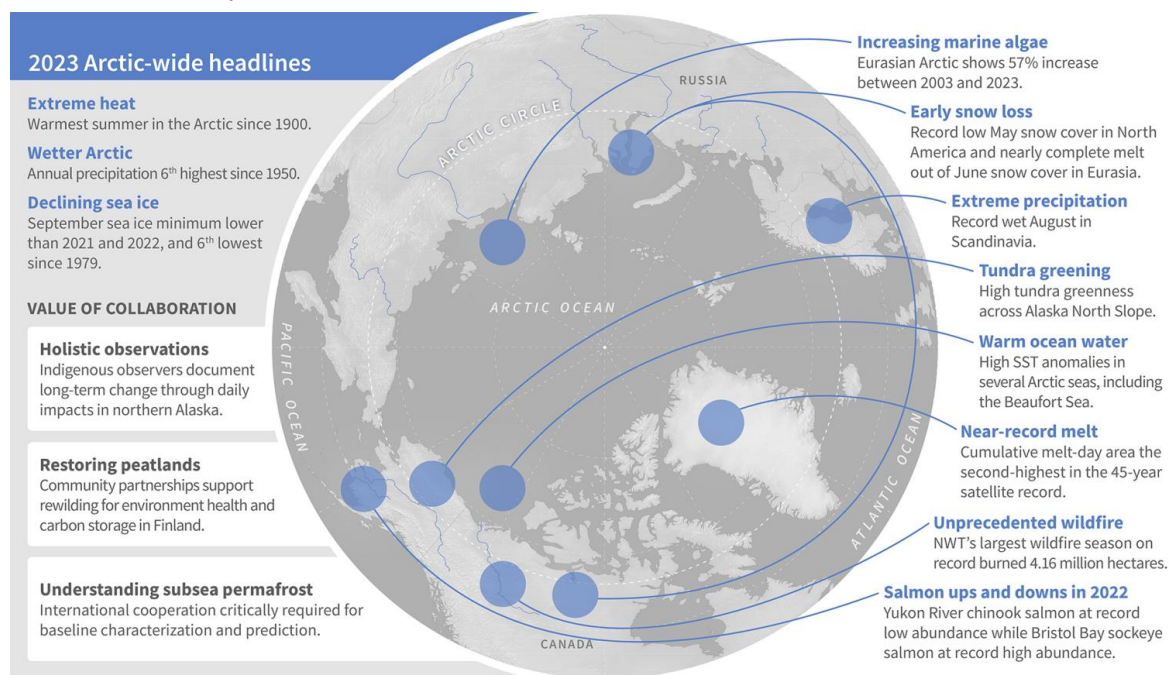 2023 Arctic-wide headlines
Extreme heat
Warmest summer in the Arctic since 1900.
Wetter Arctic
Annual precipitation 6th highest since 1950.
Declining sea ice
September sea ice minimum lower
than 2021 and 2022, and 6th lowest
since 1979.
VALUE OF COLLABORATION
Holistic observations
Indigenous observers document
long-term change through daily
impacts in northern Alaska.
Restoring peatlands
Community partnerships support
rewilding for environment health and
carbon storage in Finland.
Understanding subsea permafrost
International cooperation critically required for
baseline characterization and prediction.
RUSSIA
ARCTIC CIRCLE
ARCTIC OCEAN
PACIFIC OCEAN
ATLANTIC OCEAN
CANADA
Increasing marine algae
Eurasian Arctic shows 57% increase
between 2003 and 2023.
Early snow loss
Record low May snow cover in North
America and nearly complete melt
out of June snow cover in Eurasia.
Extreme precipitation
Record wet August in
Scandinavia.
Tundra greening
High tundra greenness
across Alaska North Slope.
Warm ocean water
High SST anomalies in
several Arctic seas, including
the Beaufort Sea.
Near-record melt
Cumulative melt-day area the
second-highest in the 45-year
satellite record.
Unprecedented wildfire
NWT's largest wildfire season on
record burned 4.16 million hectares.
Salmon ups and downs in 2022
Yukon River chinook salmon at record
low abundance while Bristol Bay sockeye
salmon at record high abundance.